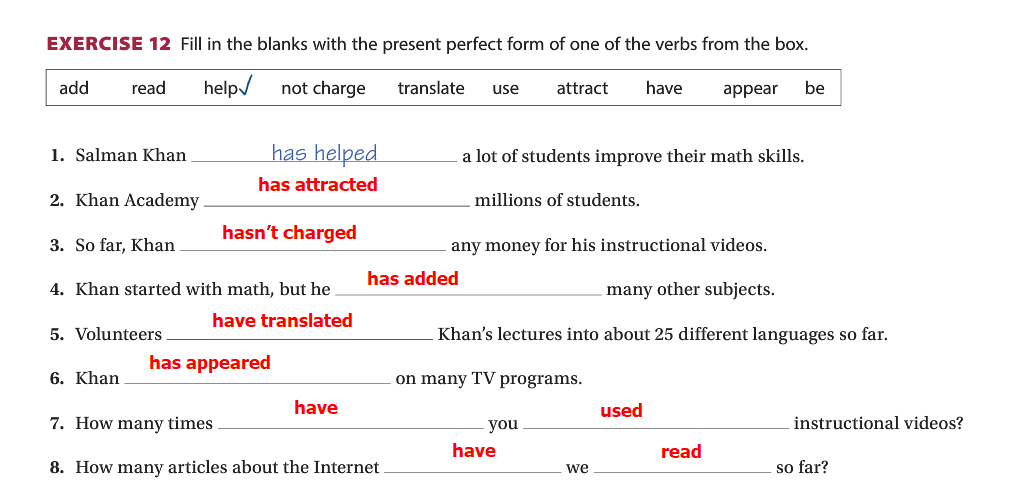 EXERCISE 12 Fill in the blanks with the present perfect form of one of the verbs from the box.
add read help✓ not charge translate use attract have appear be
1. Salman Khan has helped a lot of students improve their math skills.
2. Khan Academy has attracted millions of students.
3. So far, Khan hasn't charged any money for his instructional videos.
4. Khan started with math, but he has added many other subjects.
5. Volunteers have translated Khan's lectures into about 25 different languages so far.
6. Khan has appeared on many TV programs.
7. How many times have you used instructional videos?
8. How many articles about the Internet have we read so far?